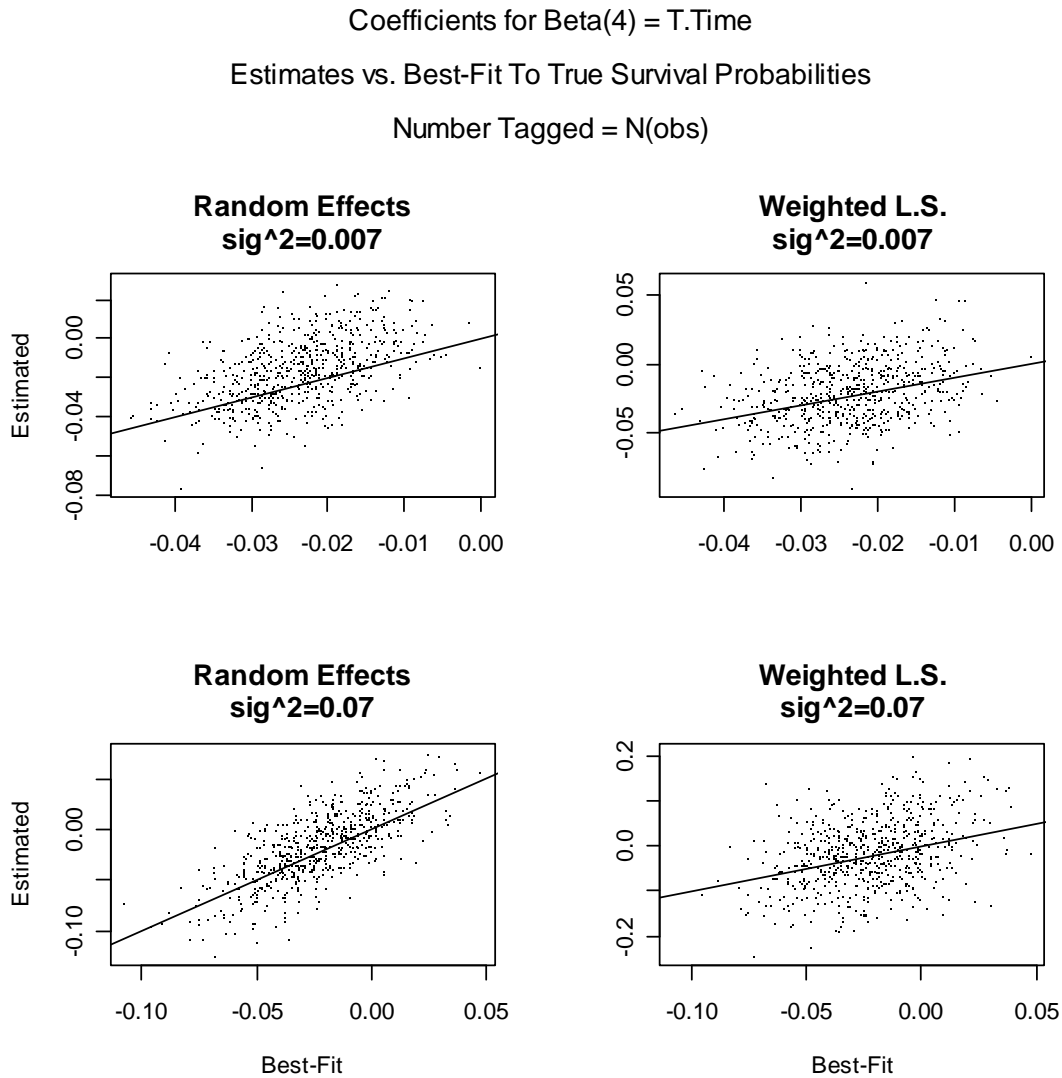 Coefficients for Beta(4) = T.Time
Estimates vs. Best-Fit To True Survival Probabilities
Number Tagged = N(obs)
Random Effects
sig^2=0.007
Estimated
0.00
-0.04
-0.08
-0.04 -0.03 -0.02 -0.01 0.00
Weighted L.S.
sig^2=0.007
0.05
0.00
-0.05
-0.04 -0.03 -0.02 -0.01 0.00
Random Effects
sig^2=0.07
Estimated
0.00
-0.10
-0.10 -0.05 0.00 0.05
Best-Fit
Weighted L.S.
sig^2=0.07
0.2
0.0
-0.2
-0.10 -0.05 0.00 0.05
Best-Fit